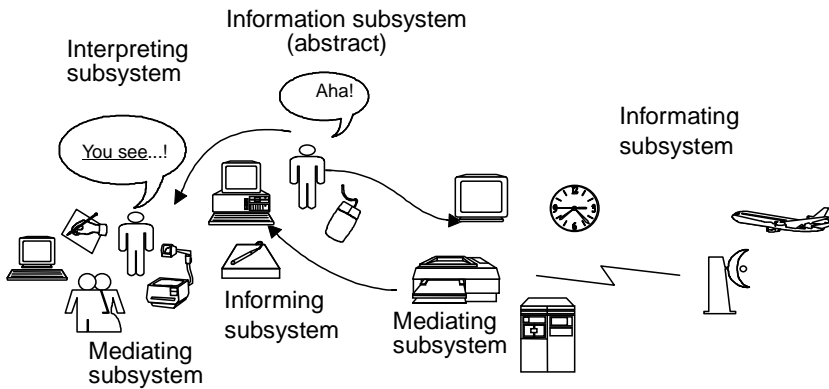 Information subsystem
(abstract)
Interpreting
subsystem
Aha!
Informating
subsystem
You see...!
Informing
subsystem
Mediating
subsystem
Mediating
subsystem